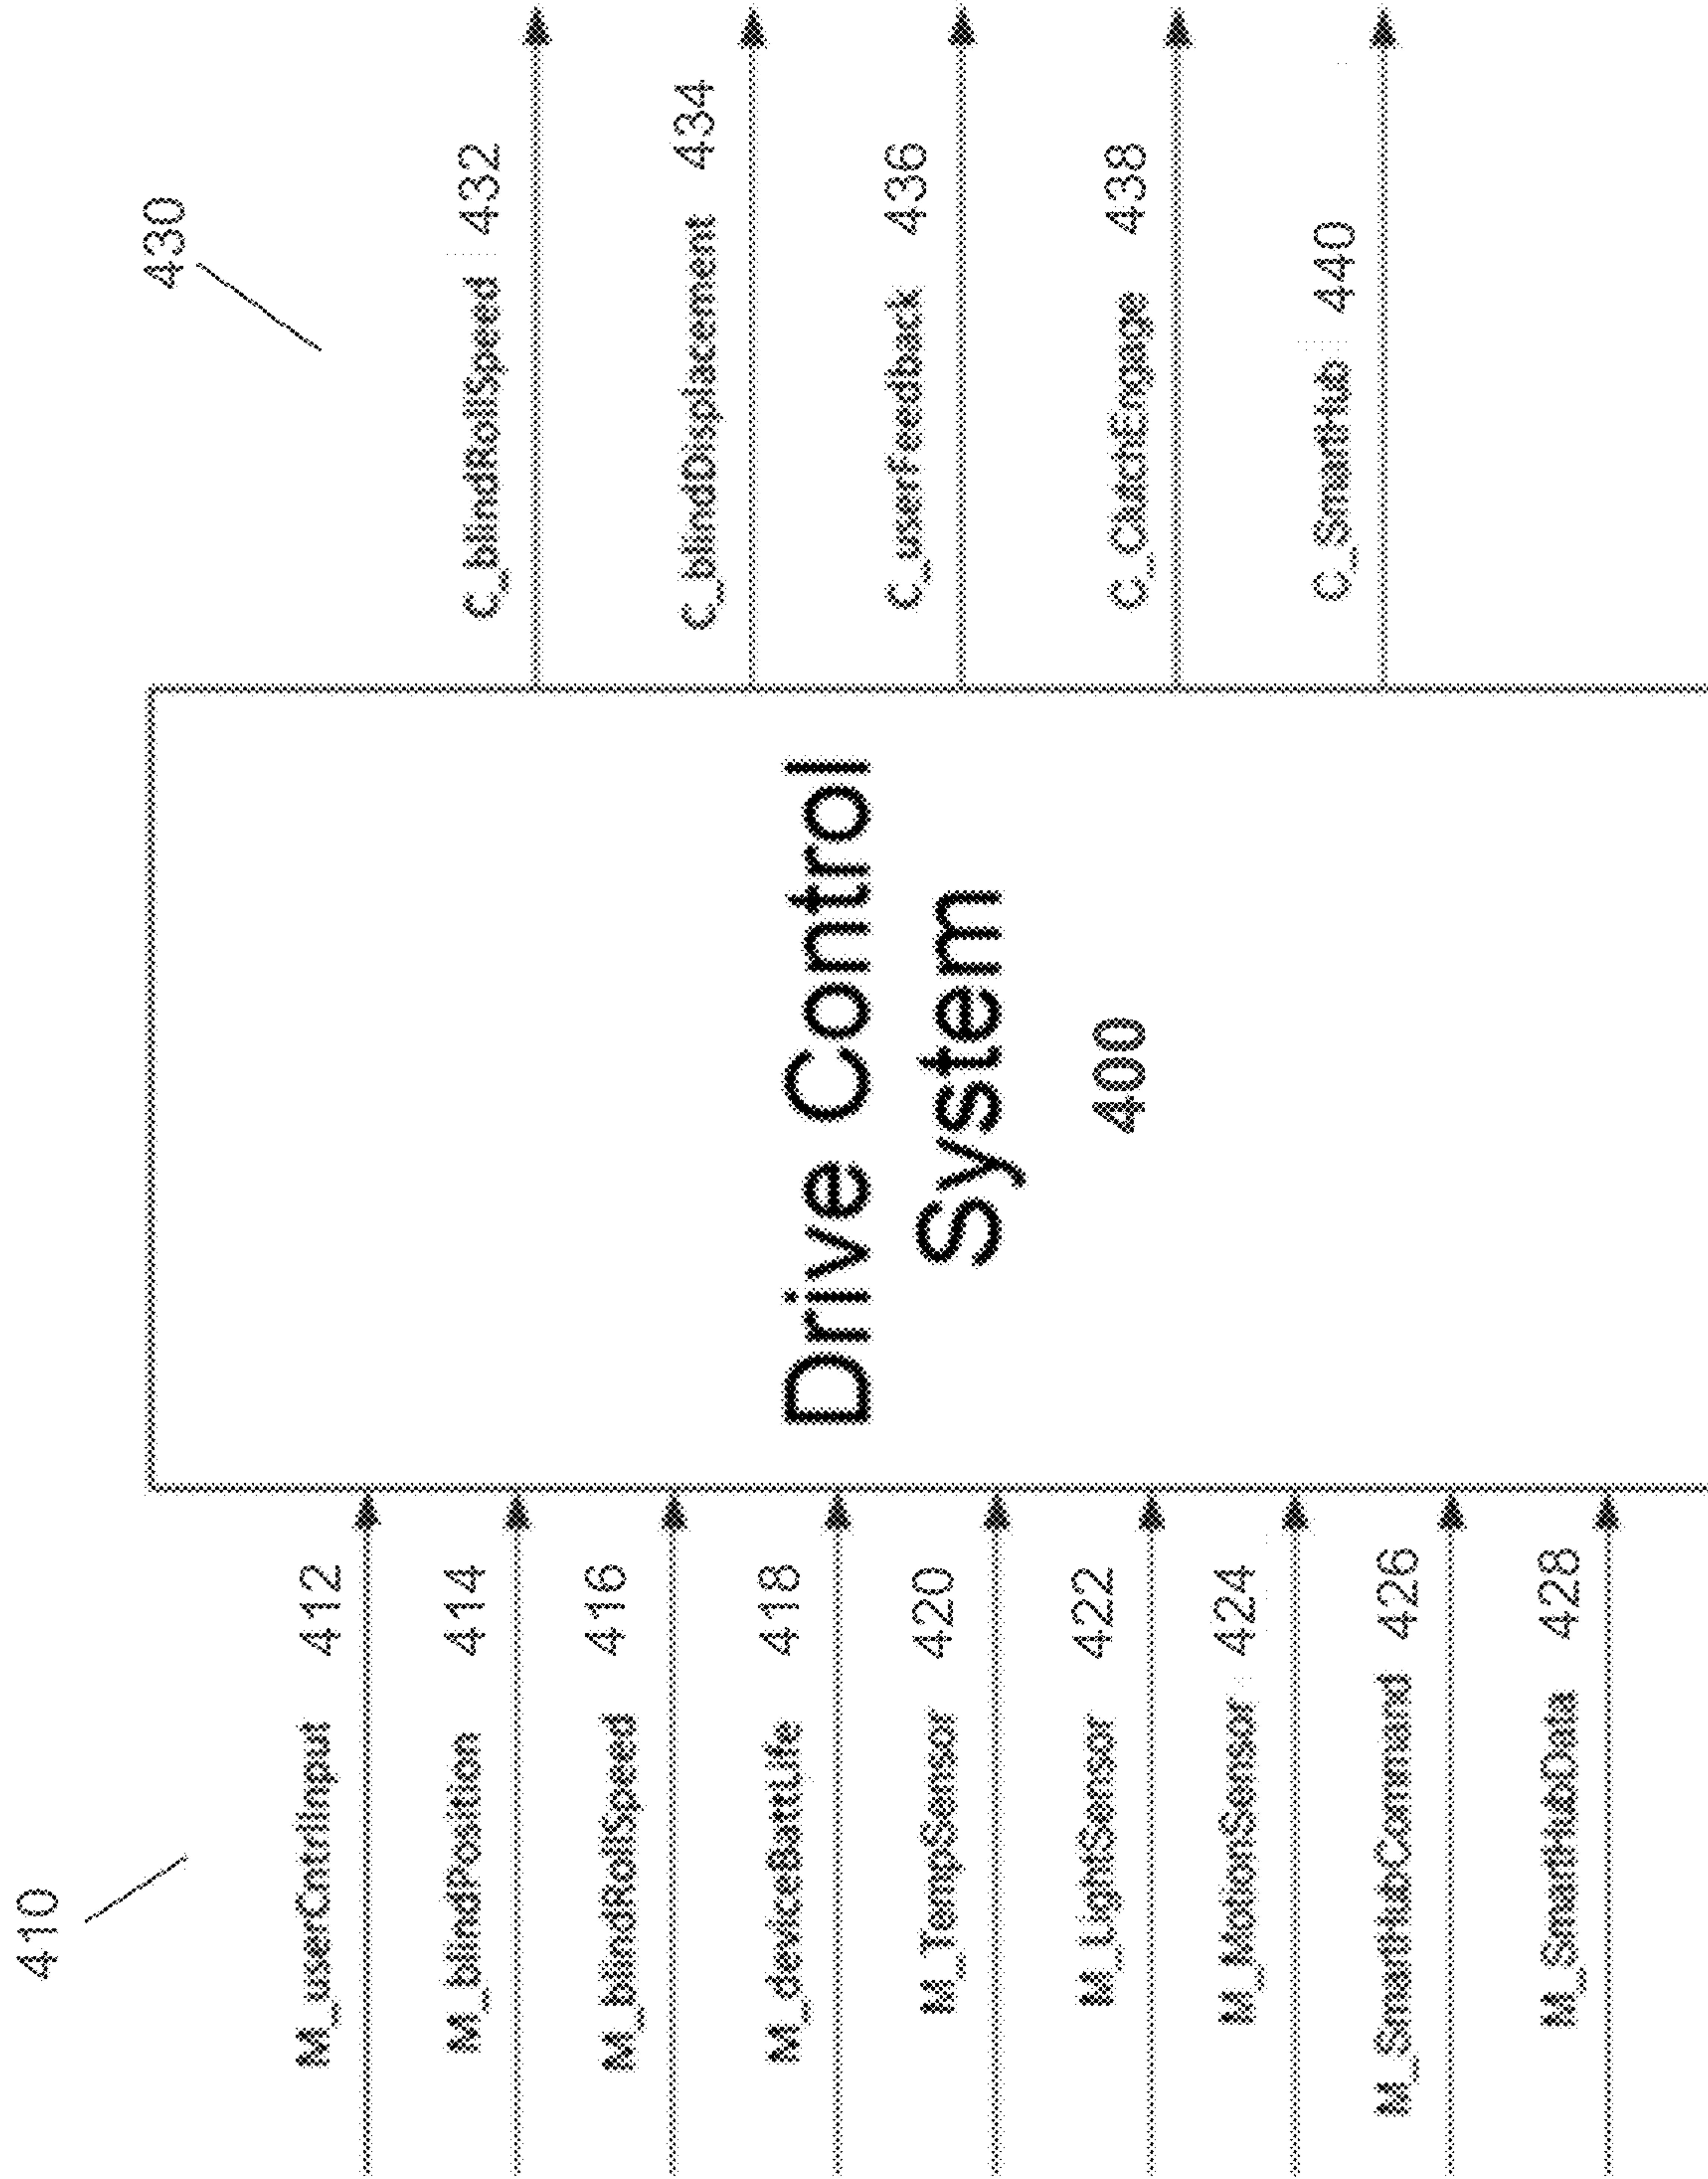 410
M_userCntrlInput 412
M_blindPosition 414
M_blindRollSpeed 416
M_deviceBattLife 418
M_TempSensor 420
M_LightSensor 422
M_MotionSensor 424
M_SmartHubCommand 426
M_SmartHubData 428
Drive Control
System
400
430
C_blindRollSpeed 432
C_blindDisplacement 434
C_userFeedback 436
C_ClutchEngage 438
C_SmartHub 440